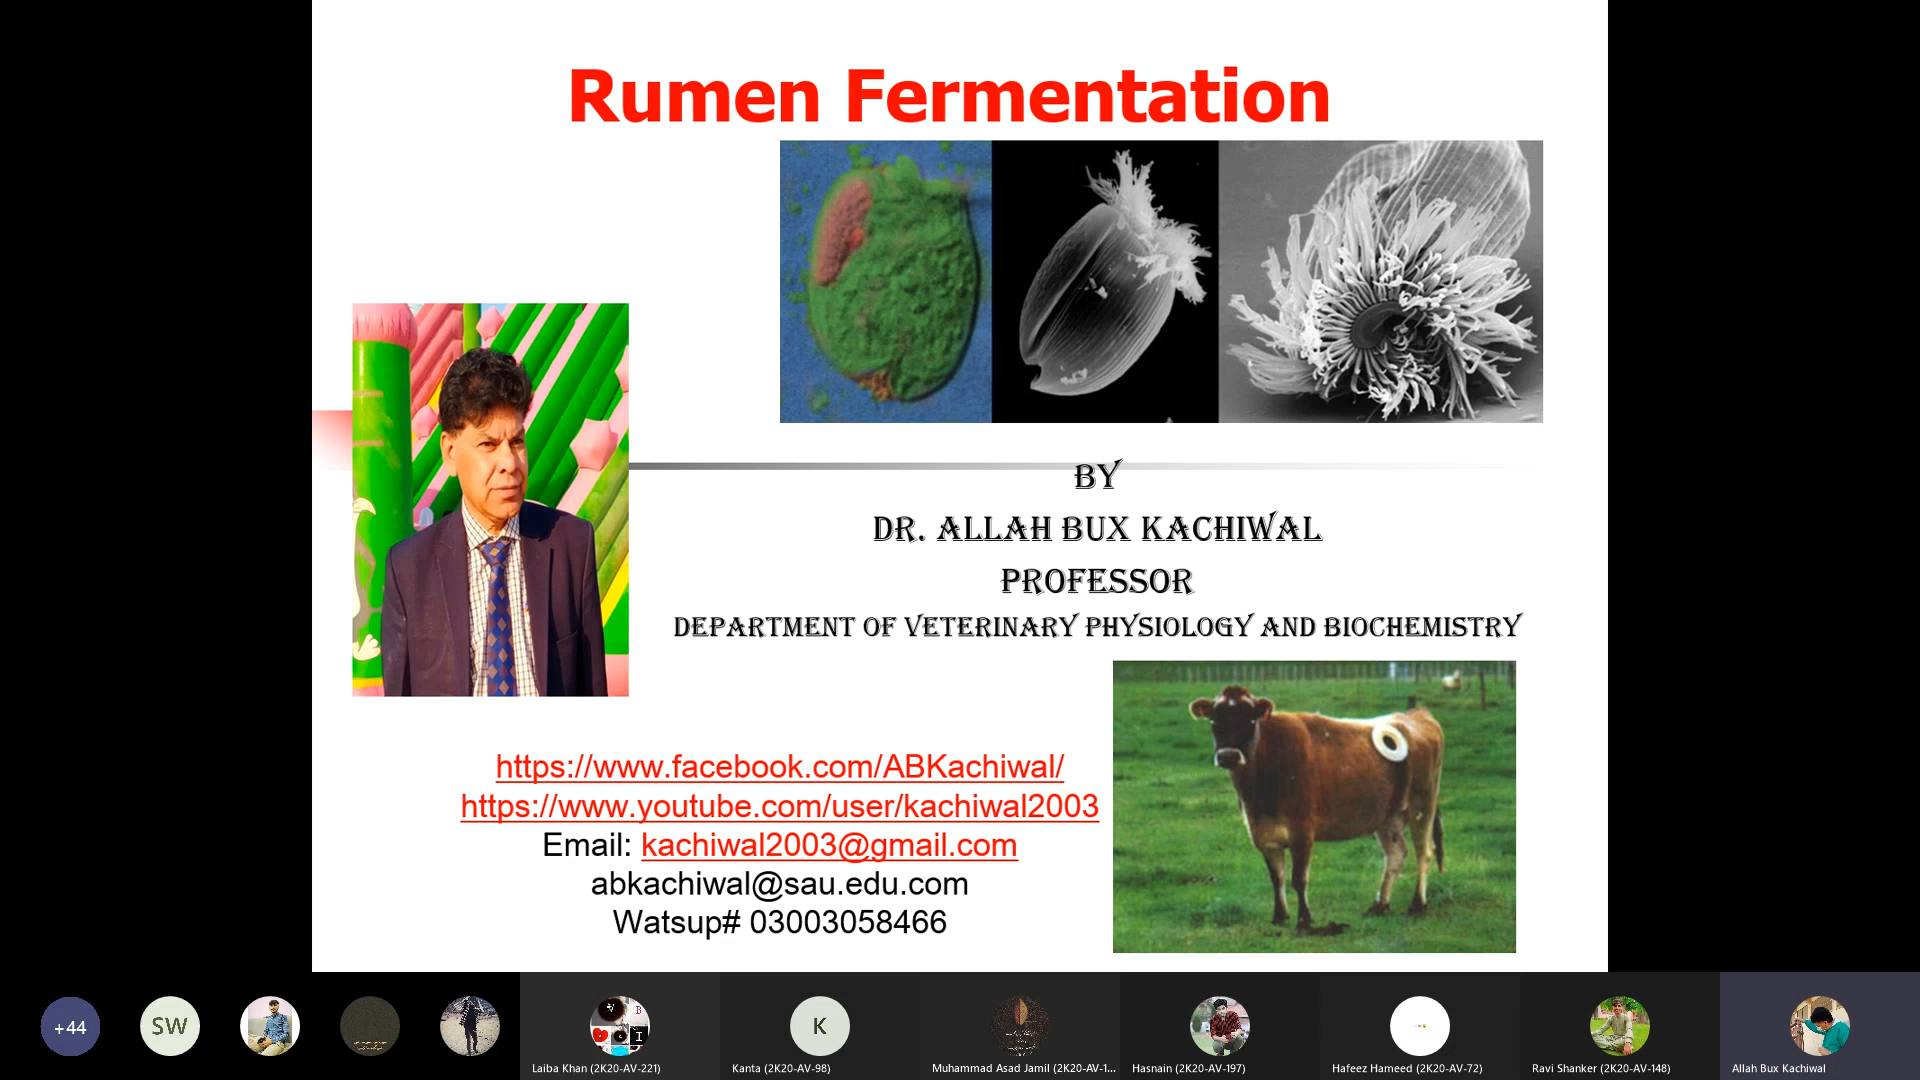 Rumen Fermentation
BY
DR. ALLAH BUX KACHIWAL
PROFESSOR
DEPARTMENT OF VETERINARY PHYSIOLOGY AND BIOCHEMISTRY
https://www.facebook.com/ABKachiwal/
https://www.youtube.com/user/kachiwal2003
Email: kachiwal2003@gmail.com
abkachiwal@sau.edu.com
Watsup# 03003058466
+44
SW
B
I
K
Laiba Khan (2K20-AV-221)
Kanta (2K20-AV-98)
Muhammad Asad Jamil (2K20-AV-1...
Hasnain (2K20-AV-197)
Hafeez Hameed (2K20-AV-72)
Ravi Shanker (2K20-AV-148)
Allah Bux Kachiwal